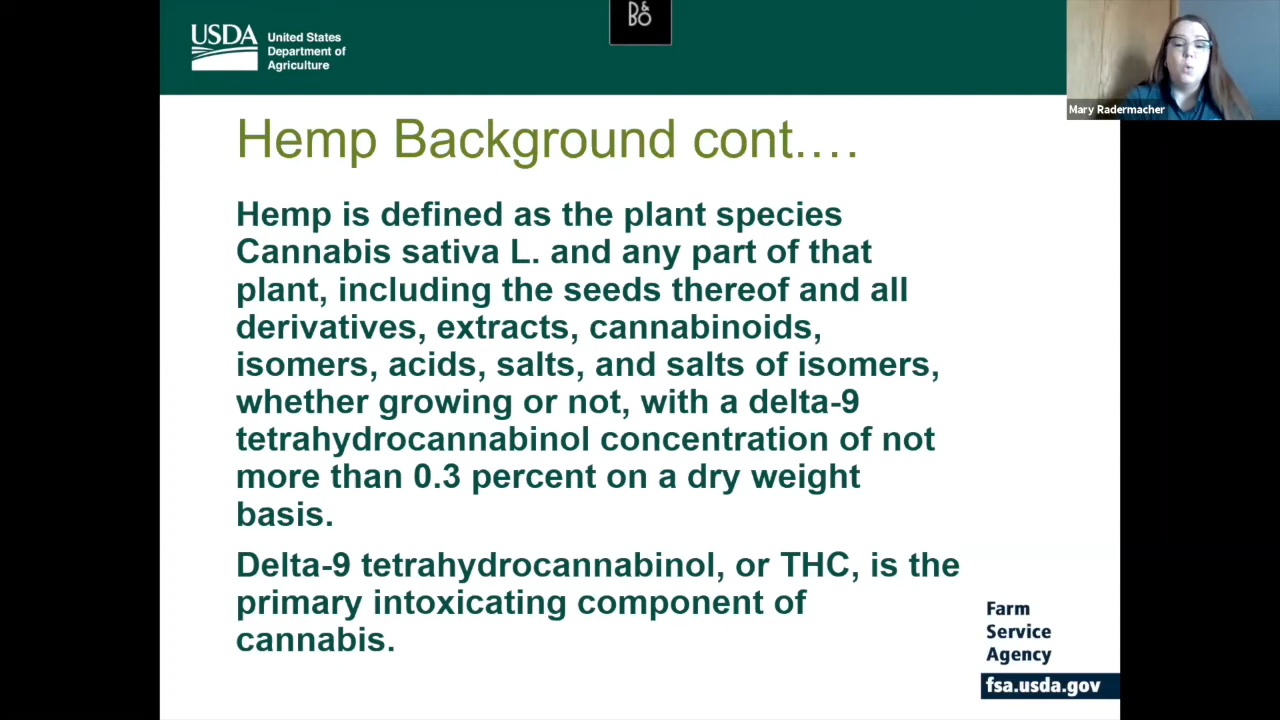 USDA
United States
Department of
Agriculture
B&O
Mary Radermacher
Hemp Background cont.…
Hemp is defined as the plant species
Cannabis sativa L. and any part of that
plant, including the seeds thereof and all
derivatives, extracts, cannabinoids,
isomers, acids, salts, and salts of isomers,
whether growing or not, with a delta-9
tetrahydrocannabinol concentration of not
more than 0.3 percent on a dry weight
basis.
Delta-9 tetrahydrocannabinol, or THC, is the
primary intoxicating component of
cannabis.
Farm
Service
Agency
fsa.usda.gov